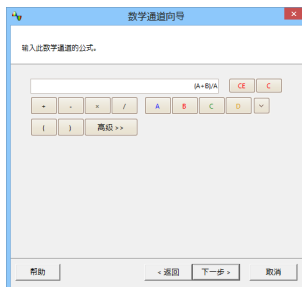 数学通道向导
输入此数学通道的公式。
(A+B)/A CE C
+ - × / A B C D
( ) 高級 >>
帮助 < 返回 下一步 > 取消